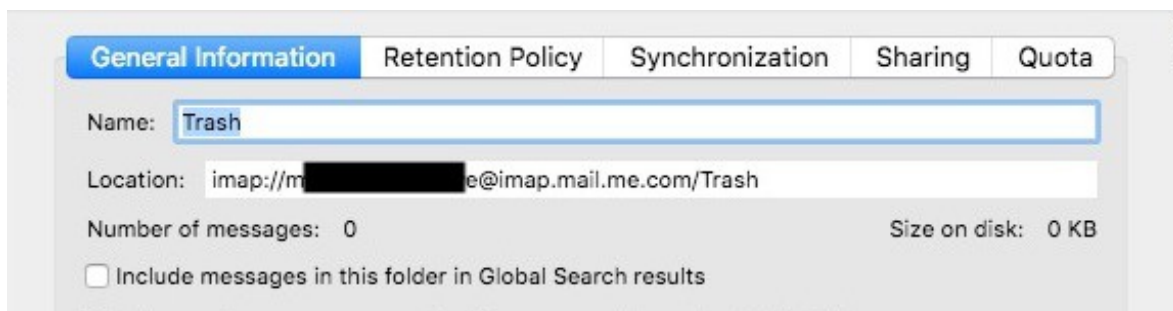 General Information Retention Policy Synchronization Sharing Quota
Name: Trash
Location: imap://m e@imap.mail.me.com/Trash
Number of messages: 0 Size on disk: 0 KB
Include messages in this folder in Global Search results